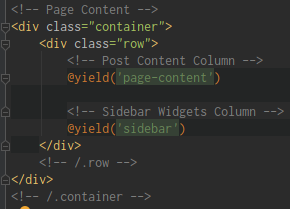 <!-- Page Content -->
<div class="container">
<div class="row">
<!-- Post Content Column -->
@yield('page-content')
<!-- Sidebar Widgets Column -->
@yield('sidebar')
</div>
<!-- /.row -->
</div>
<!-- /.container -->